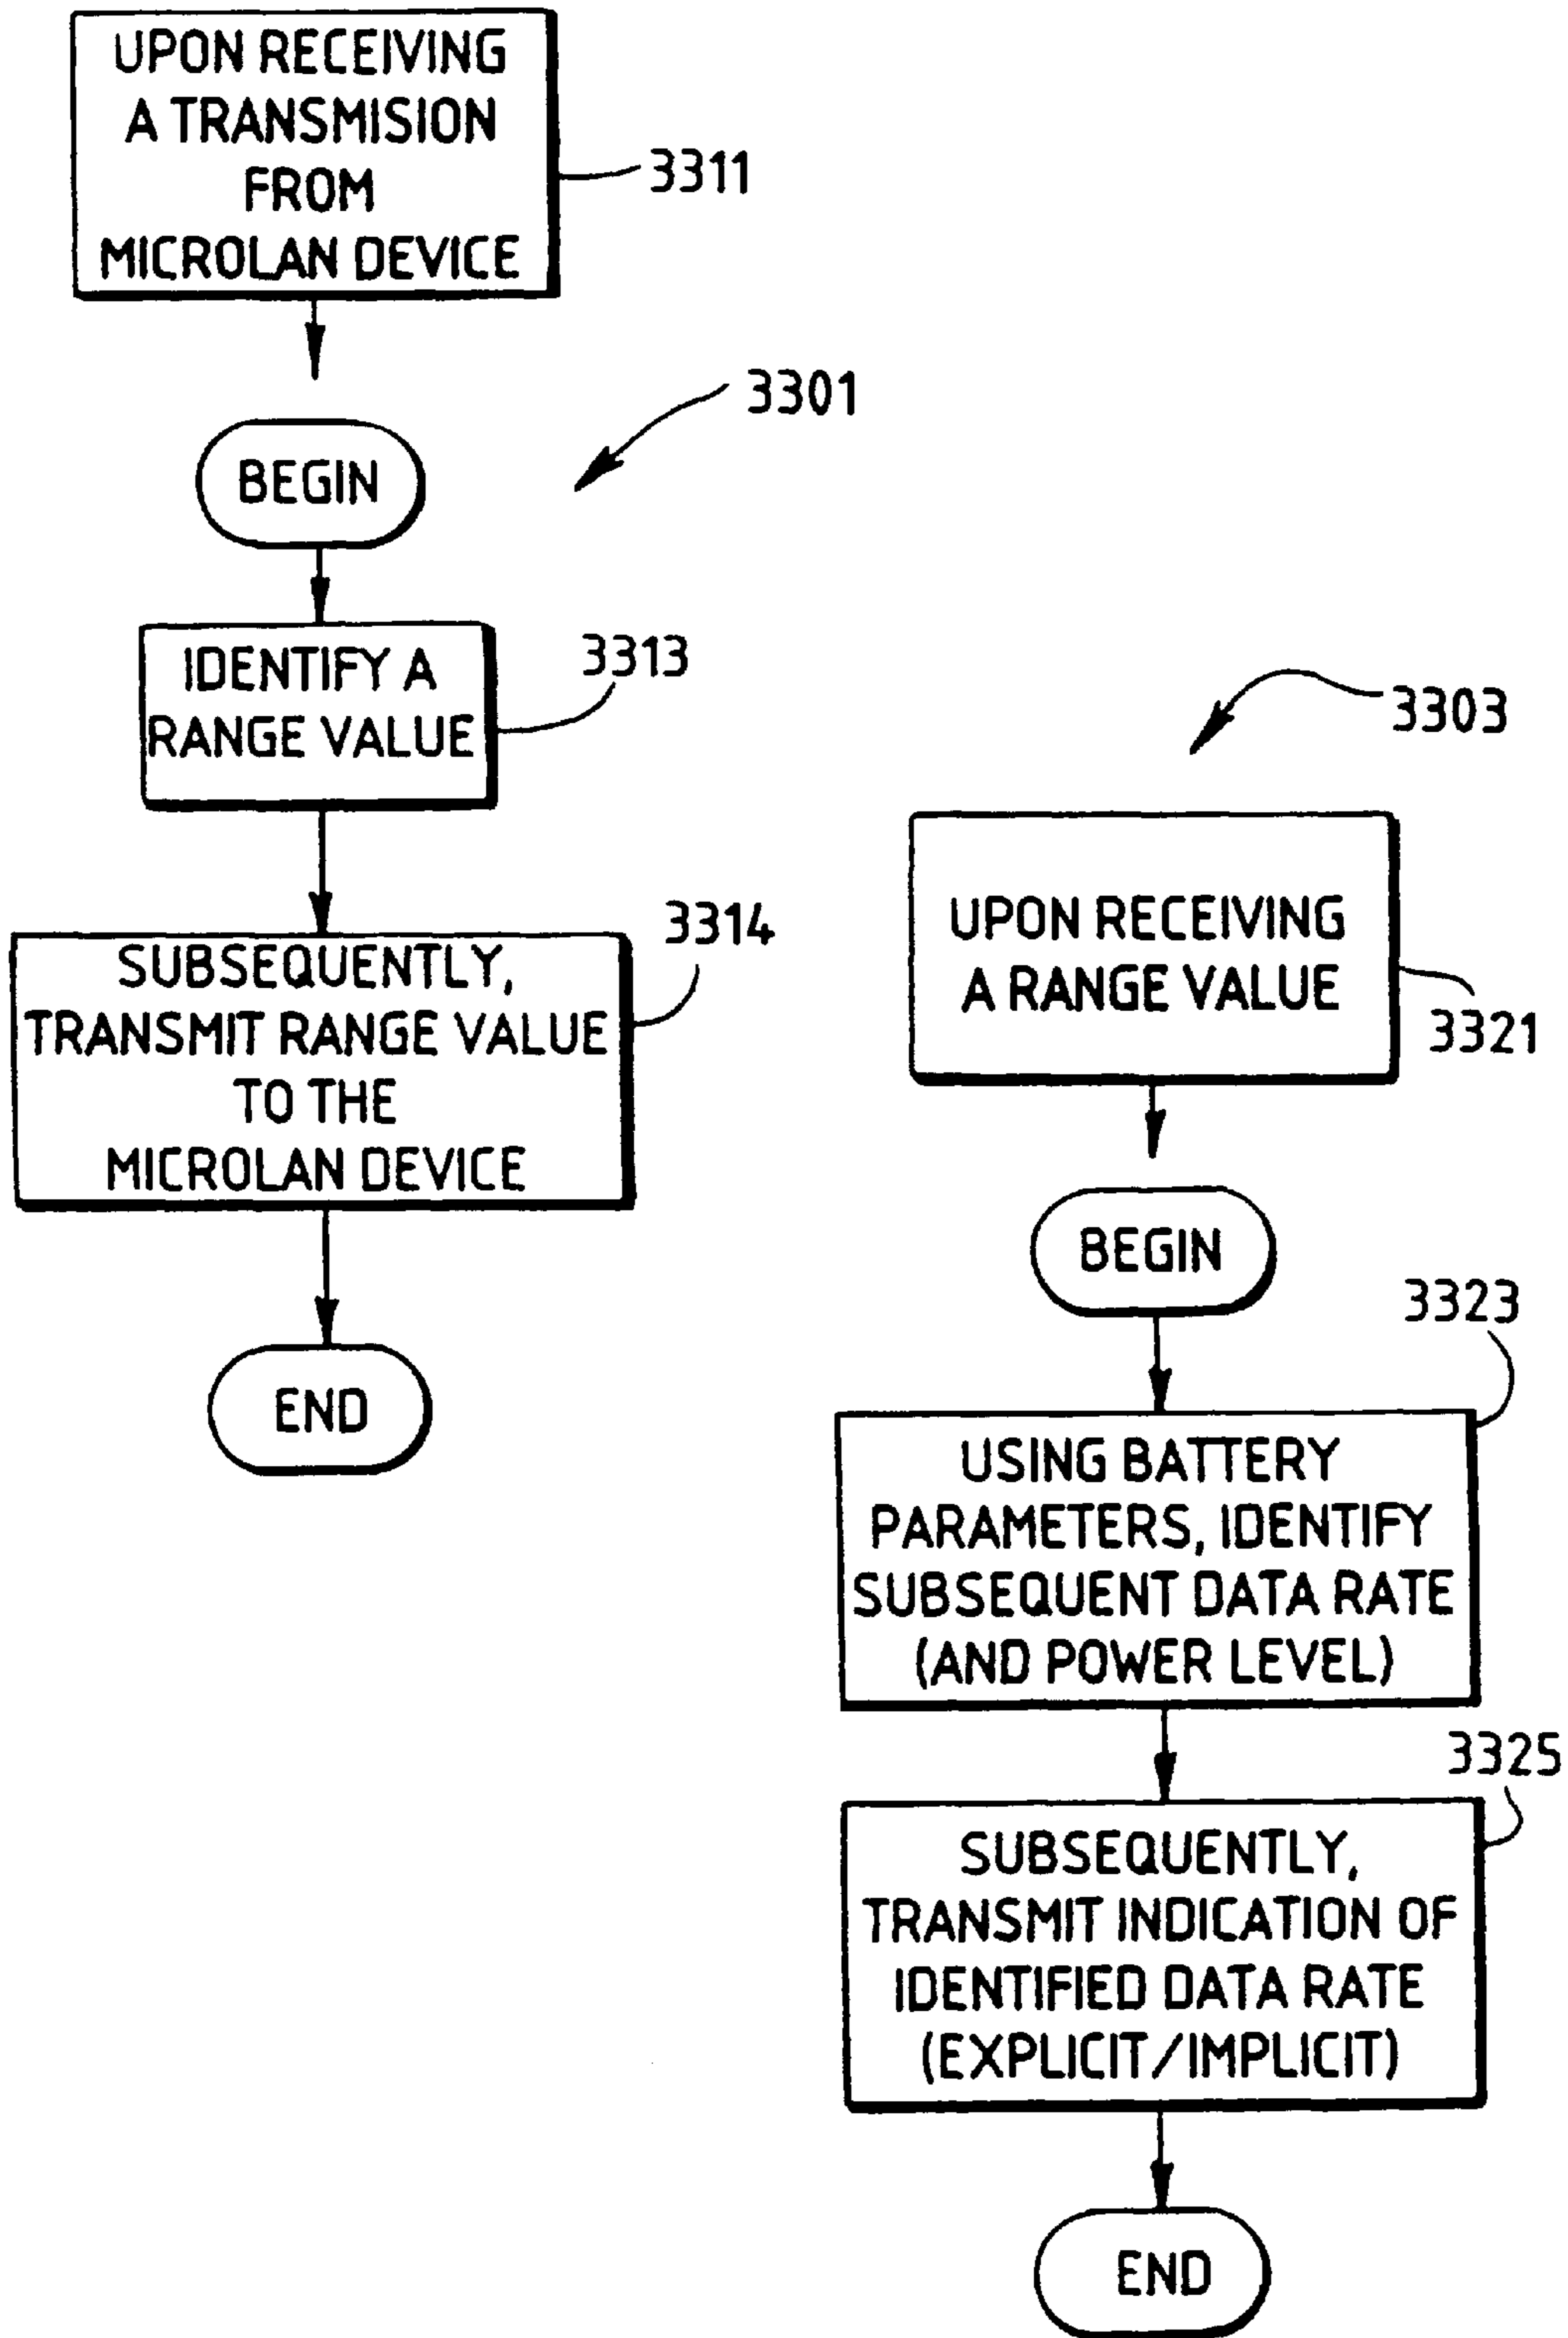 UPON RECEIVING
A TRANSMISION
FROM
MICROLAN DEVICE
3311
3301
BEGIN
IDENTIFY A
RANGE VALUE
3313
SUBSEQUENTLY,
TRANSMIT RANGE VALUE
TO THE
MICROLAN DEVICE
3314
END
3303
UPON RECEIVING
A RANGE VALUE
3321
BEGIN
3323
USING BATTERY
PARAMETERS, IDENTIFY
SUBSEQUENT DATA RATE
(AND POWER LEVEL)
3325
SUBSEQUENTLY,
TRANSMIT INDICATION OF
IDENTIFIED DATA RATE
(EXPLICIT/IMPLICIT)
END